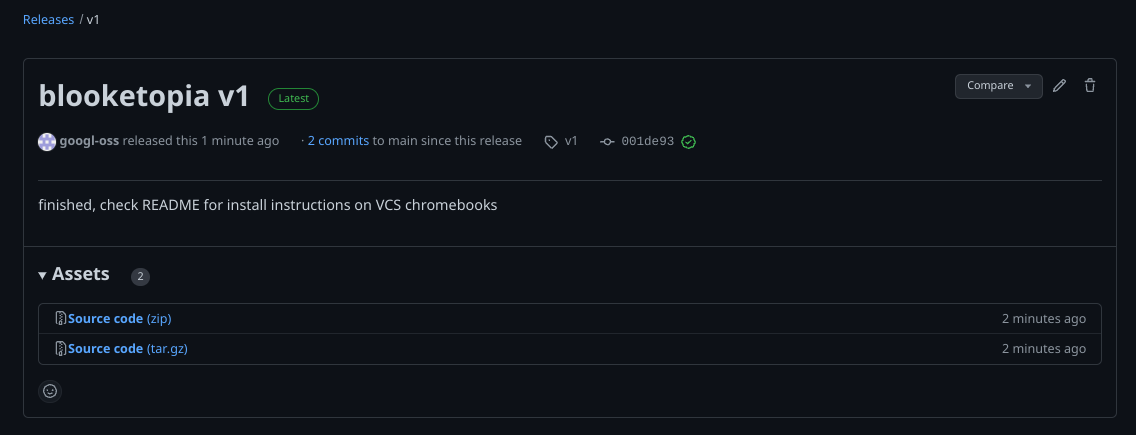 Releases / v1
blooketopia v1 Latest
Compare
googl-oss released this 1 minute ago · 2 commits to main since this release v1 001de93
finished, check README for install instructions on VCS chromebooks
Assets 2
Source code (zip) 2 minutes ago
Source code (tar.gz) 2 minutes ago